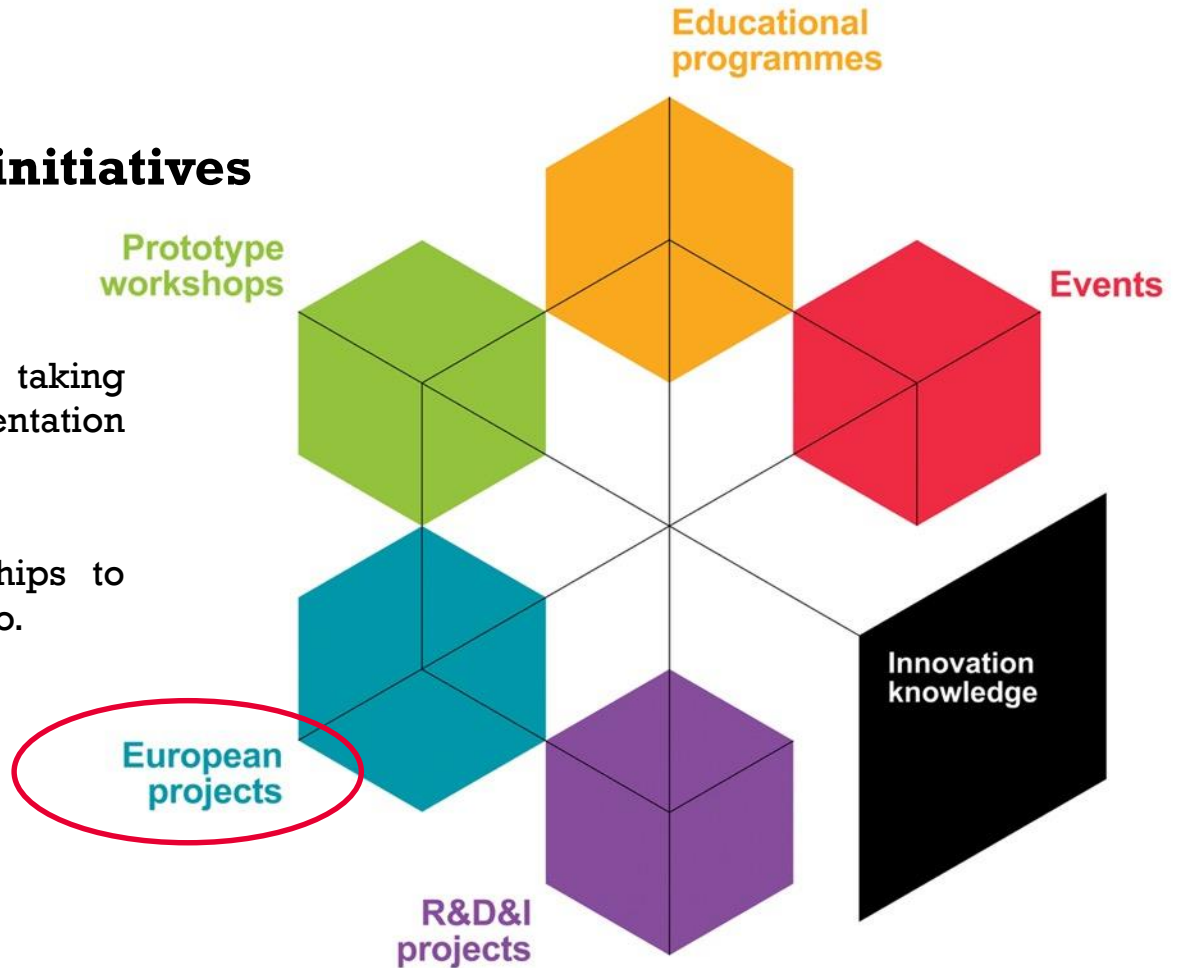 initiatives
taking
entation
hips to
o.
Educational
programmes
Prototype
workshops
Events
Innovation
knowledge
European
projects
R&D&I
projects